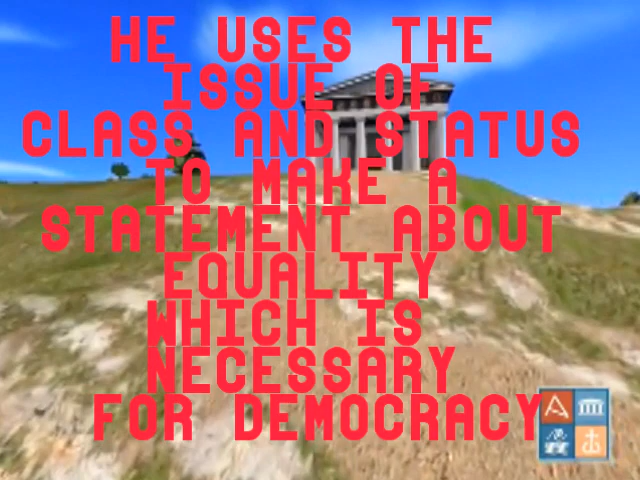 HE USES THE
ISSUE OF
CLASS AND STATUS
TO MAKE A
STATEMENT ABOUT
EQUALITY
WHICH IS
NECESSARY
FOR DEMOCRACY